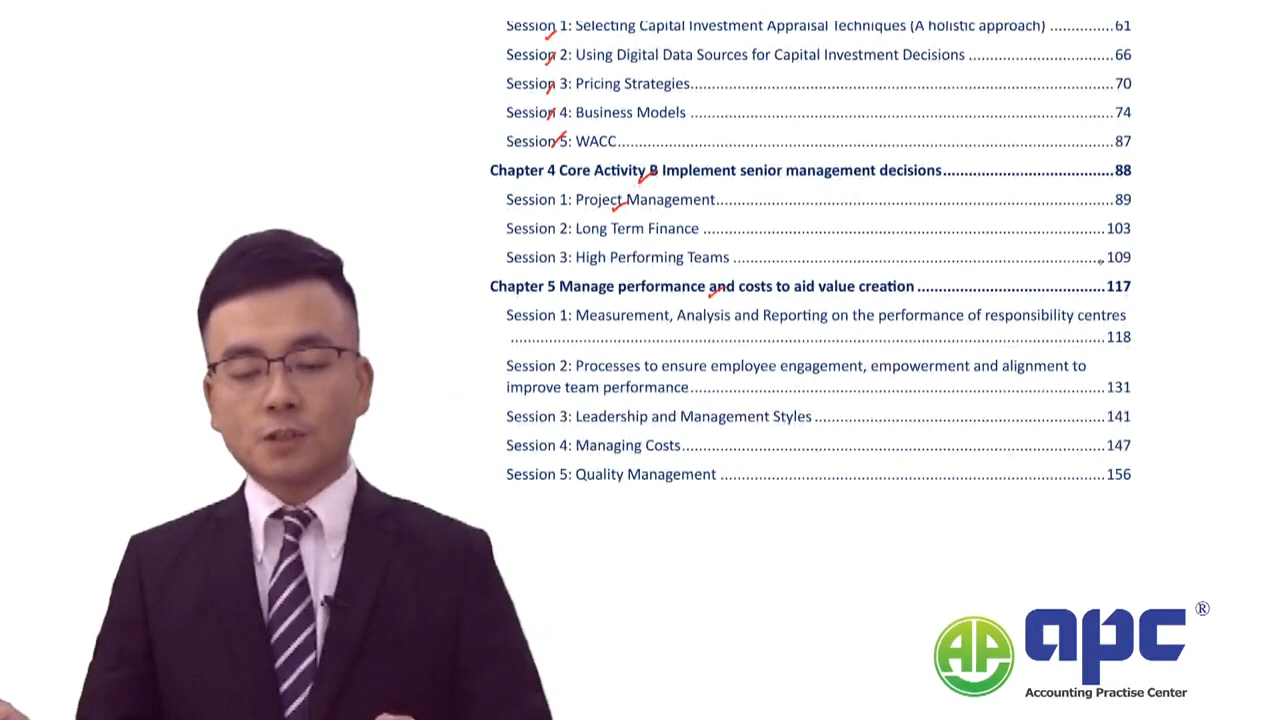 Session 1: Selecting Capital Investment Appraisal Techniques (A holistic approach) ...............61
Session 2: Using Digital Data Sources for Capital Investment Decisions ................................66
Session 3: Pricing Strategies....................................................................................................70
Session 4: Business Models ....................................................................................................74
Session 5: WACC......................................................................................................................87
Chapter 4 Core Activity B Implement senior management decisions........................................88
Session 1: Project Management..............................................................................................89
Session 2: Long Term Finance ................................................................................................103
Session 3: High Performing Teams .........................................................................................109
Chapter 5 Manage performance and costs to aid value creation ............................................117
Session 1: Measurement, Analysis and Reporting on the performance of responsibility centres
....................................................................................................................................118
Session 2: Processes to ensure employee engagement, empowerment and alignment to
improve team performance....................................................................................................131
Session 3: Leadership and Management Styles .....................................................................141
Session 4: Managing Costs.....................................................................................................147
Session 5: Quality Management .............................................................................................156
AP
apc ®
Accounting Practise Center